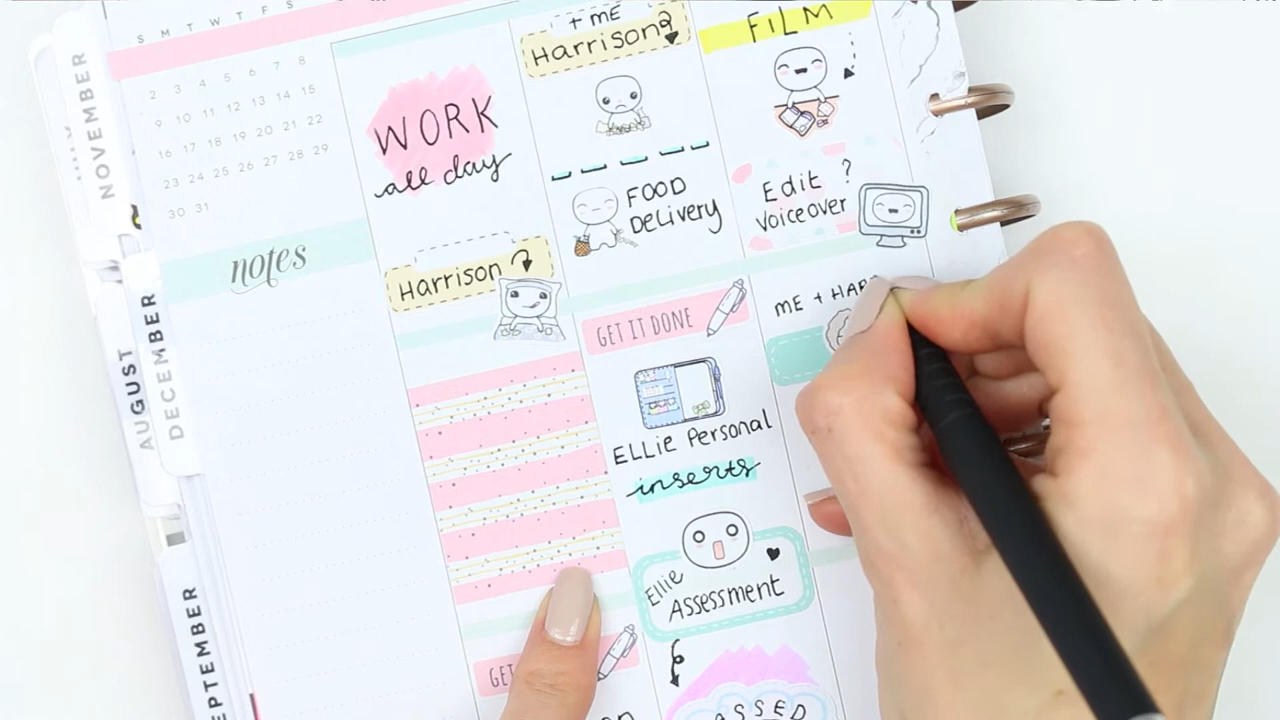 S M T W T F S
2 3 4 5 6 7 8
9 10 11 12 13 14 15
16 17 18 19 20 21 22
23 24 25 26 27 28 29
30 31
notes
NOVEMBER
DECEMBER
AUGUST
WORK
all day
Harrison
+ ME
Harrison?
FOOD
DeLivery
GET IT DONE
ELLIE Personal
inserts
Ellie
Assessment
FILM
Edit ?
Voiceover
ME + HAR